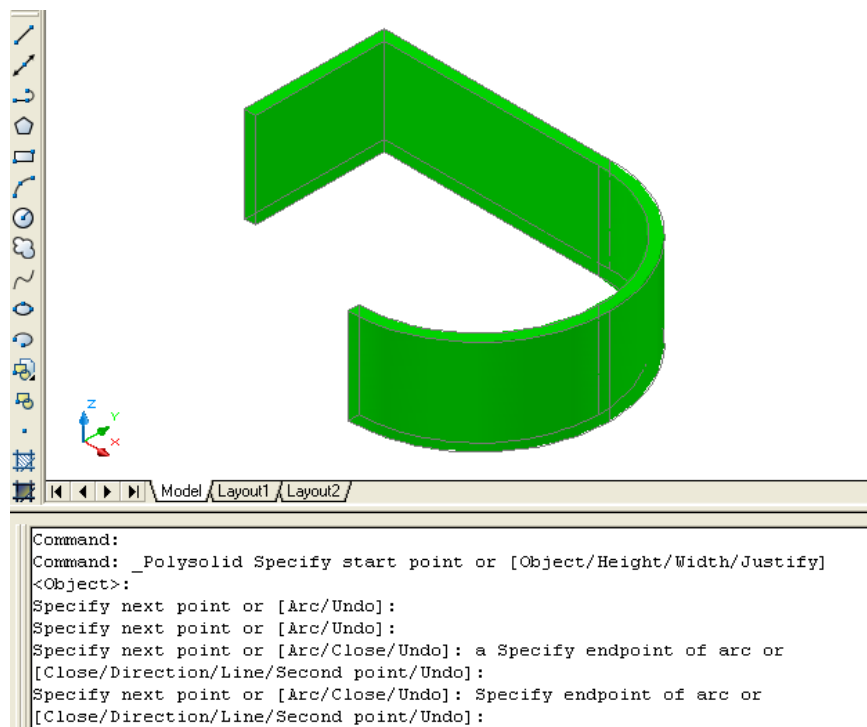 Z
Y
X
Model Layout1 Layout2
Command:
Command: _Polysolid Specify start point or [Object/Height/Width/Justify]
<Object>:
Specify next point or [Arc/Undo]:
Specify next point or [Arc/Undo]:
Specify next point or [Arc/Close/Undo]: a Specify endpoint of arc or
[Close/Direction/Line/Second point/Undo]:
Specify next point or [Arc/Close/Undo]: Specify endpoint of arc or
[Close/Direction/Line/Second point/Undo]: